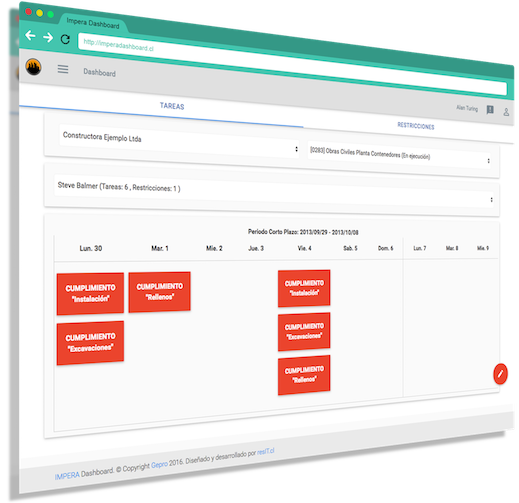 Impera Dashboard
http://imperadashboard.cl
Dashboard
Alan Turing
TAREAS
RESTRICCIONES
Constructora Ejemplo Ltda
[0283] Obras Civiles Planta Contenedores (En ejecución)
Steve Balmer (Tareas: 6 , Restricciones: 1 )
Periodo Corto Plazo: 2013/09/29 - 2013/10/08
Lun. 30 Mar. 1 Mie. 2 Jue. 3 Vie. 4 Sab. 5 Dom. 6 Lun. 7 Mar. 8 Mie. 9
CUMPLIMIENTO
"Instalación"
CUMPLIMIENTO
"Rellenos"
CUMPLIMIENTO
"Instalación"
CUMPLIMIENTO
"Excavaciones"
CUMPLIMIENTO
"Excavaciones"
CUMPLIMIENTO
"Rellenos"
IMPERA Dashboard. © Copyright Gepro 2016, Diseñado y desarrollado por resIT.cl